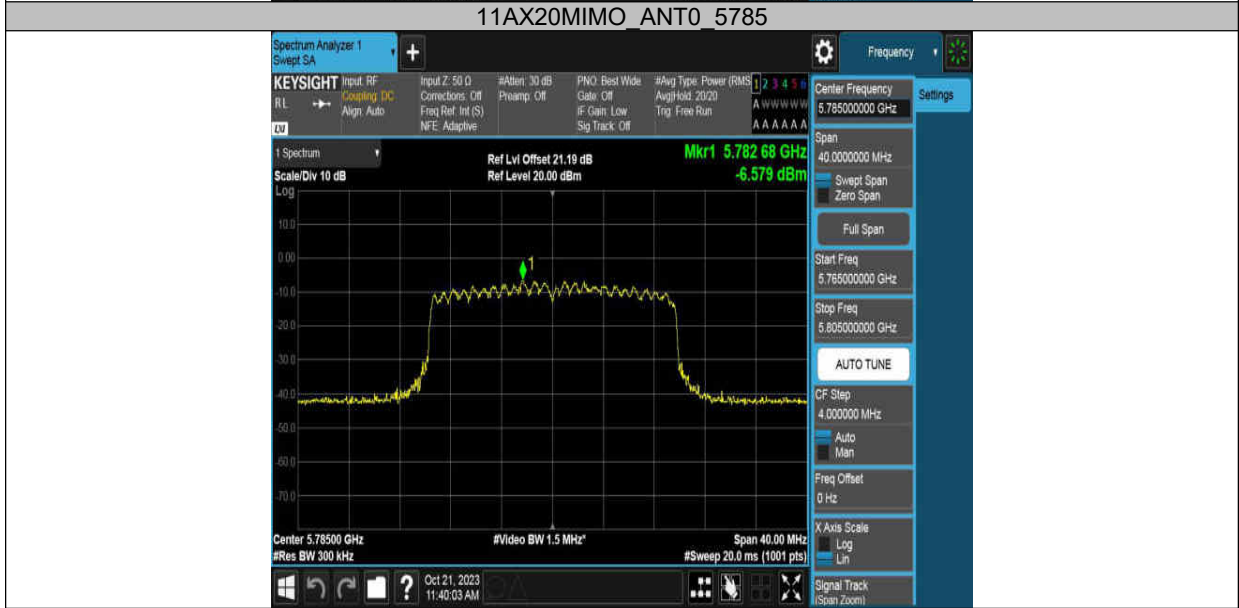 11AX20MIMO_ANT0_5785
Spectrum Analyzer 1
Swept SA
+
Frequency
KEYSIGHT
RL
LXI
Input: RF
Coupling: DC
Align: Auto
Input Z: 50 Ω
Corrections: Off
Freq Ref: Int (S)
NFE: Adaptive
#Atten: 30 dB
Preamp: Off
PNO: Best Wide
Gate: Off
IF Gain: Low
Sig Track: Off
#Avg Type: Power (RMS
Avg|Hold: 20/20
Trig: Free Run
1 2 3 4 5 6
A W W W W W
A A A A A A
1 Spectrum
Scale/Div 10 dB
Log
Ref Lvl Offset 21.19 dB
Ref Level 20.00 dBm
Mkr1 5.782 68 GHz
-6.579 dBm
10.0
0.00
-10.0
-20.0
-30.0
-40.0
-50.0
-60.0
-70.0
1
Center 5.78500 GHz
#Res BW 300 kHz
#Video BW 1.5 MHz*
Span 40.00 MHz
#Sweep 20.0 ms (1001 pts)
?
Oct 21, 2023
11:40:03 AM
Center Frequency
5.785000000 GHz
Settings
Span
40.0000000 MHz
Swept Span
Zero Span
Full Span
Start Freq
5.765000000 GHz
Stop Freq
5.805000000 GHz
AUTO TUNE
CF Step
4.000000 MHz
Auto
Man
Freq Offset
0 Hz
X Axis Scale
Log
Lin
Signal Track
(Span Zoom)